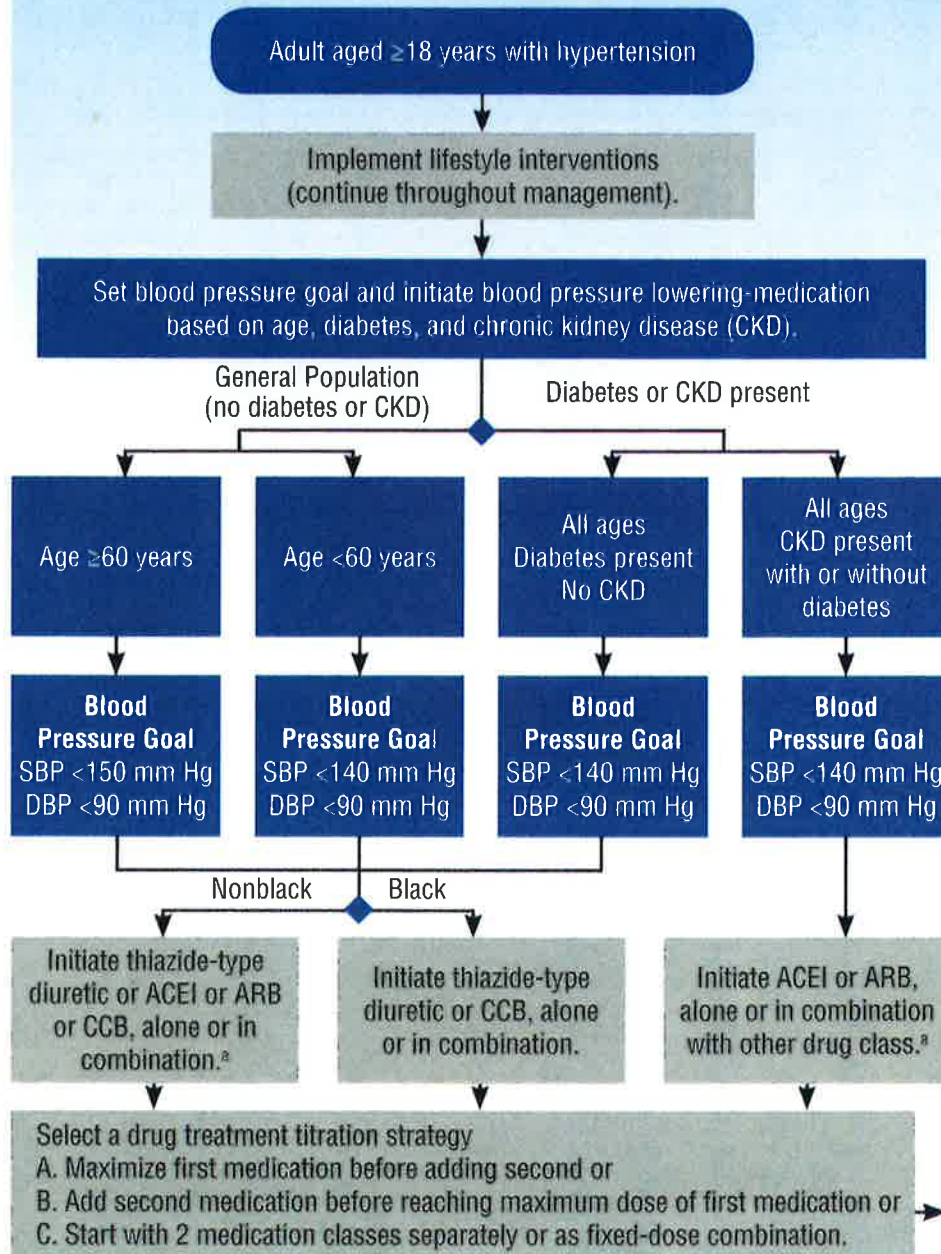 Adult aged ≥18 years with hypertension
Implement lifestyle interventions
(continue throughout management).
Set blood pressure goal and initiate blood pressure lowering-medication
based on age, diabetes, and chronic kidney disease (CKD).
General Population
(no diabetes or CKD)
Diabetes or CKD present
Age ≥60 years
Age <60 years
All ages
Diabetes present
No CKD
All ages
CKD present
with or without
diabetes
Blood
Pressure Goal
SBP <150 mm Hg
DBP <90 mm Hg
Blood
Pressure Goal
SBP <140 mm Hg
DBP <90 mm Hg
Blood
Pressure Goal
SBP <140 mm Hg
DBP <90 mm Hg
Blood
Pressure Goal
SBP <140 mm Hg
DBP <90 mm Hg
Nonblack
Black
Initiate thiazide-type
diuretic or ACEI or ARB
or CCB, alone or in
combination.ª
Initiate thiazide-type
diuretic or CCB, alone
or in combination.
Initiate ACEI or ARB,
alone or in combination
with other drug class.ª
Select a drug treatment titration strategy
A. Maximize first medication before adding second or
B. Add second medication before reaching maximum dose of first medication or
C. Start with 2 medication classes separately or as fixed-dose combination.